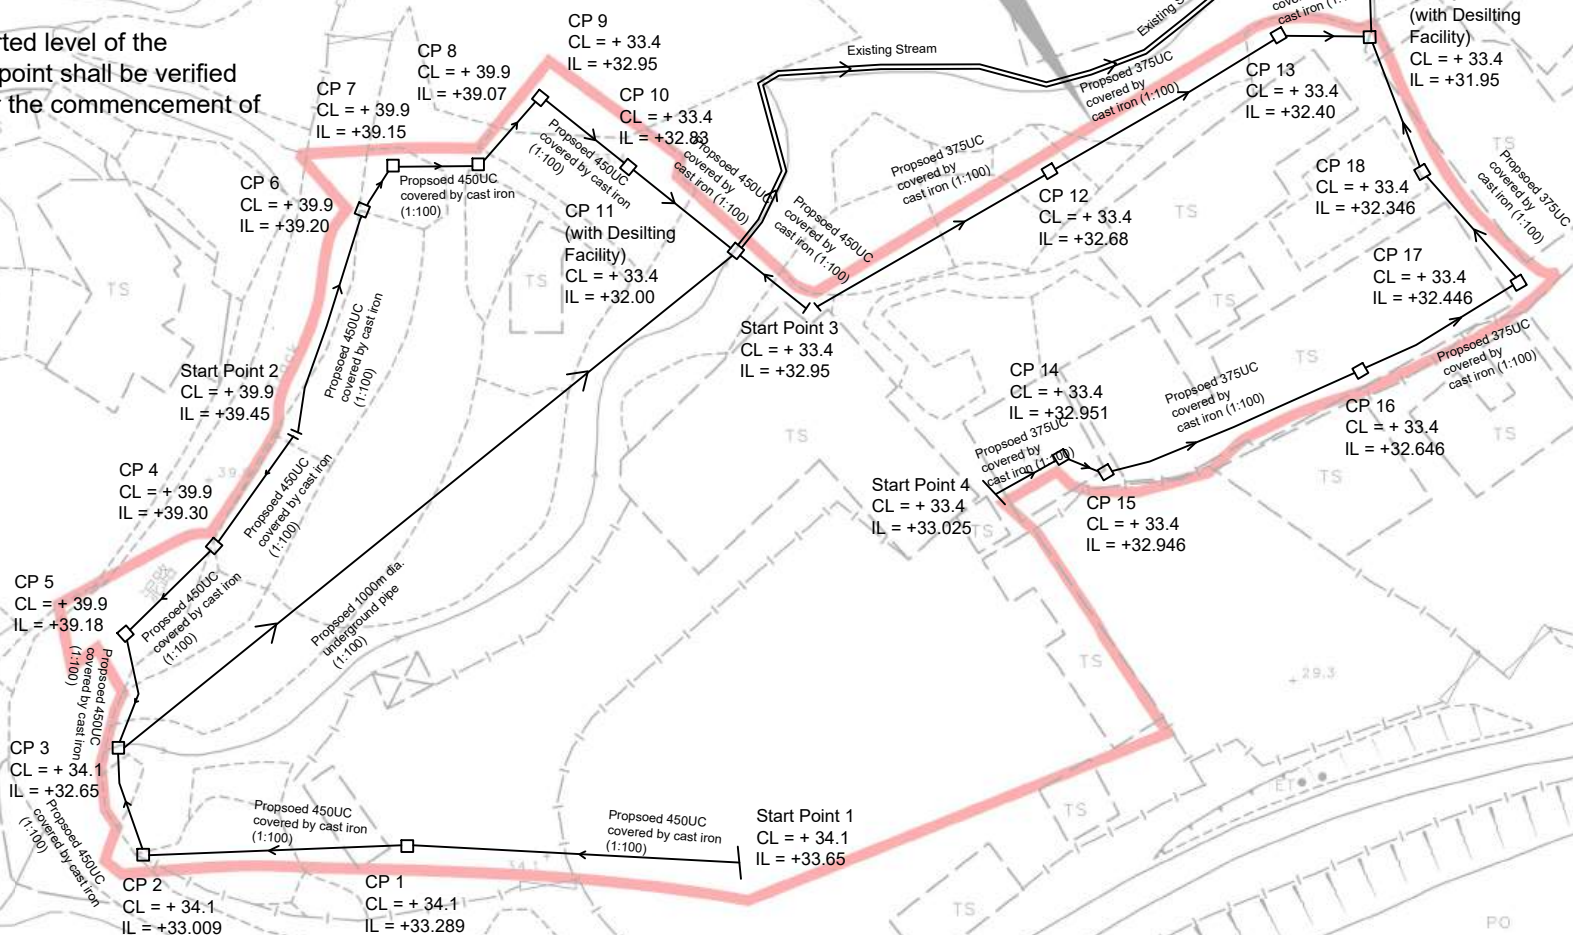 rted level of the
point shall be verified
r the commencement of
CP 9
CL = + 33.4
IL = +32.95
CP 8
CL = + 39.9
IL = +39.07
CP 7
CL = + 39.9
IL = +39.15
CP 10
CL = + 33.4
IL = +32.83
CP 6
CL = + 39.9
IL = +39.20
Propsoed 450UC
covered by cast iron
(1:100)
Propsoed 450UC
covered by cast iron
(1:100)
Propsoed 450UC
covered by
cast iron (1:100)
Propsoed 450UC
covered by
cast iron (1:100)
Existing Stream
Existing S
Propsoed 375UC
covered by
cast iron (1:100)
Propsoed 375UC
covered by
cast iron (1:100)
covered by
cast iron (1:
(with Desilting
Facility)
CL = + 33.4
IL = +31.95
CP 13
CL = + 33.4
IL = +32.40
CP 12
CL = + 33.4
IL = +32.68
CP 18
CL = + 33.4
IL = +32.346
Propsoed 375UC
covered by
cast iron (1:100)
CP 17
CL = + 33.4
IL = +32.446
CP 11
(with Desilting
Facility)
CL = + 33.4
IL = +32.00
Start Point 3
CL = + 33.4
IL = +32.95
Start Point 2
CL = + 39.9
IL = +39.45
Propsoed 450UC
covered by cast iron
(1:100)
CP 14
CL = + 33.4
IL = +32.951
Propsoed 375UC
covered by
cast iron (1:100)
Propsoed 375UC
covered by
cast iron (1:100)
Propsoed 375UC
covered by
cast iron (1:100)
CP 16
CL = + 33.4
IL = +32.646
CP 4
CL = + 39.9
IL = +39.30
Propsoed 450UC
covered by cast iron
(1:100)
Start Point 4
CL = + 33.4
IL = +33.025
CP 15
CL = + 33.4
IL = +32.946
CP 5
CL = + 39.9
IL = +39.18
Propsoed 450UC
covered by cast iron
(1:100)
Propsoed 1000m dia.
underground pipe
(1:100)
Propsoed 450UC
covered by cast iron
(1:100)
CP 3
CL = + 34.1
IL = +32.65
Propsoed 450UC
covered by cast iron
(1:100)
Propsoed 450UC
covered by cast iron
(1:100)
Propsoed 450UC
covered by cast iron
(1:100)
Start Point 1
CL = + 34.1
IL = +33.65
CP 2
CL = + 34.1
IL = +33.009
CP 1
CL = + 34.1
IL = +33.289
TS
TS
TS
TS
TS
TS
TS
TS
TS
TS
TS
TS
TS
29.3
34.1
ET
PO